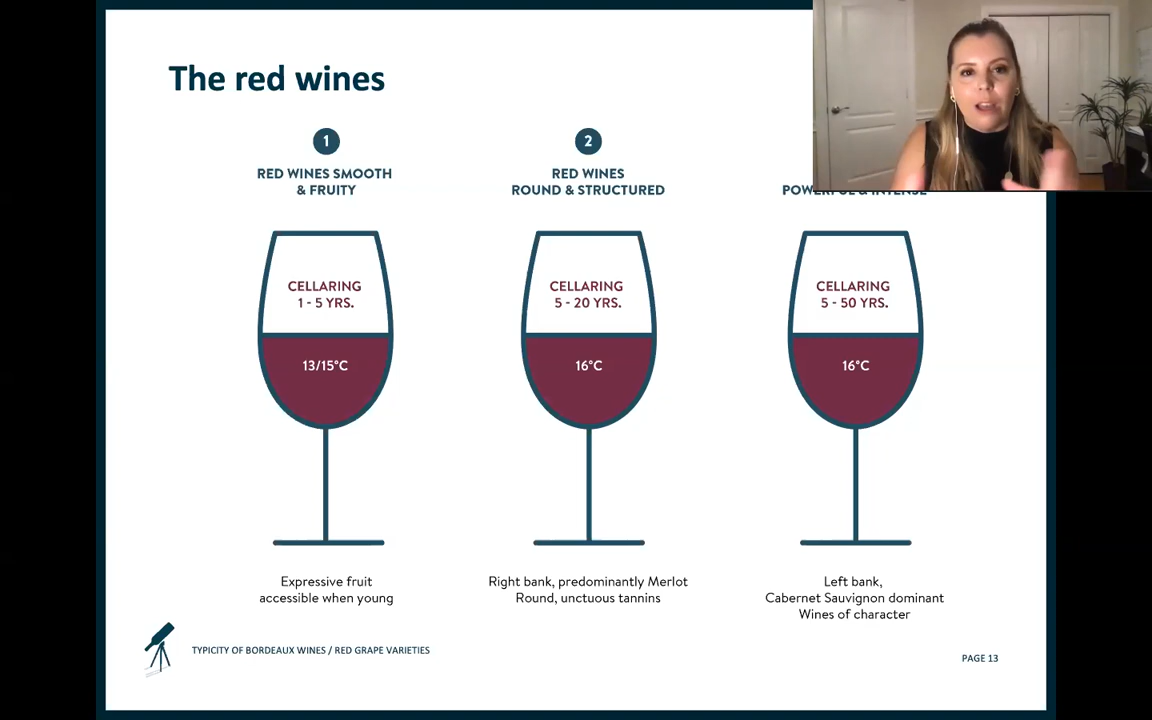 The red wines
1
RED WINES SMOOTH
& FRUITY
2
RED WINES
ROUND & STRUCTURED
POWERFUL & INTENSE
CELLARING
1 - 5 YRS.
13/15°C
CELLARING
5 - 20 YRS.
16°C
CELLARING
5 - 50 YRS.
16°C
Expressive fruit
accessible when young
Right bank, predominantly Merlot
Round, unctuous tannins
Left bank,
Cabernet Sauvignon dominant
Wines of character
TYPICITY OF BORDEAUX WINES / RED GRAPE VARIETIES
PAGE 13